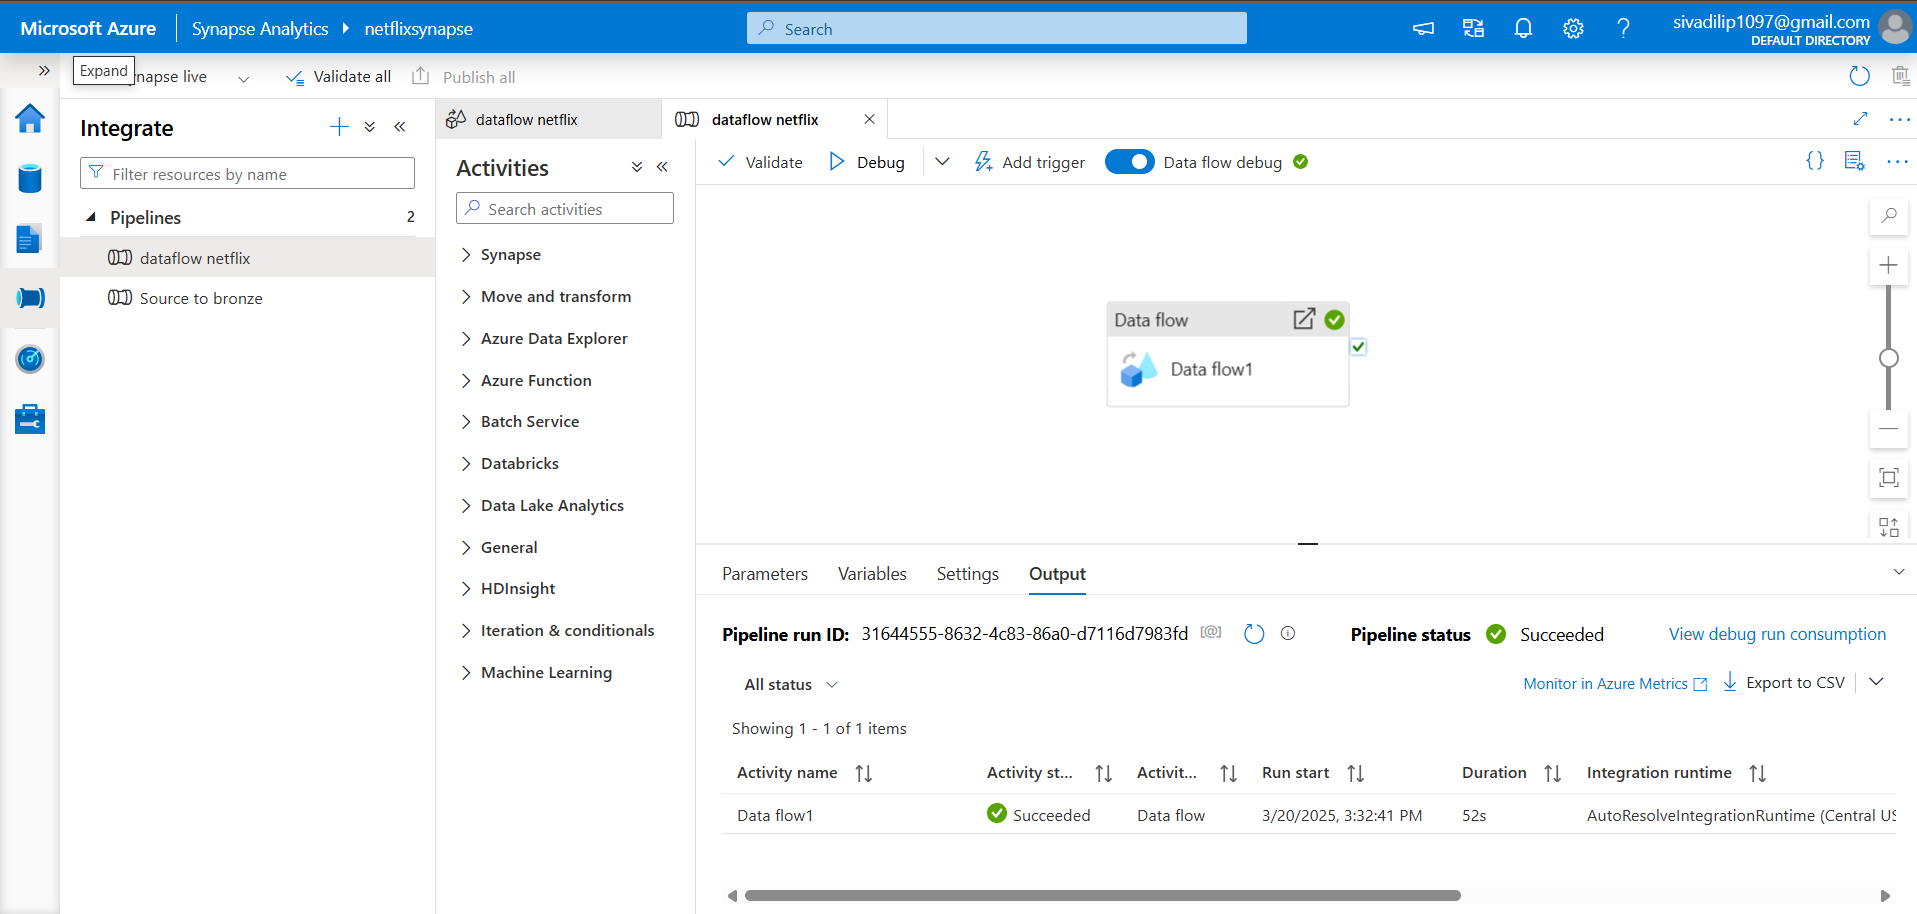 Microsoft Azure
Synapse Analytics
netflixsynapse
Search
sivadilip1097@gmail.com
DEFAULT DIRECTORY
Expand
napse live
Validate all
Publish all
Integrate
Filter resources by name
Pipelines
2
dataflow netflix
Source to bronze
dataflow netflix
dataflow netflix
Activities
Search activities
Synapse
Move and transform
Azure Data Explorer
Azure Function
Batch Service
Databricks
Data Lake Analytics
General
HDInsight
Iteration & conditionals
Machine Learning
Validate
Debug
Add trigger
Data flow debug
{}
Data flow
Data flow1
Parameters
Variables
Settings
Output
Pipeline run ID: 31644555-8632-4c83-86a0-d7116d7983fd
[@]
Pipeline status
Succeeded
View debug run consumption
All status
Monitor in Azure Metrics
Export to CSV
Showing 1 - 1 of 1 items
Activity name
Activity st...
Activit...
Run start
Duration
Integration runtime
Data flow1
Succeeded
Data flow
3/20/2025, 3:32:41 PM
52s
AutoResolveIntegrationRuntime (Central US